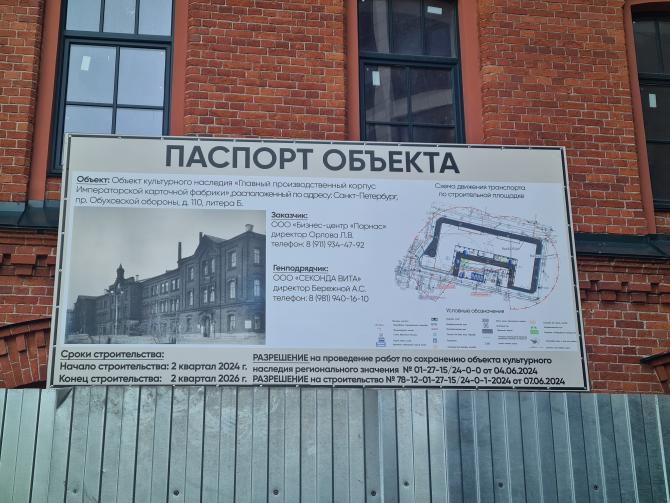 ПАСПОРТ ОБЪЕКТА
Объект: Объект культурного наследия «Главный производственный корпус
Императорской карточной фабрики», расположенный по адресу: Санкт-Петербург,
пр. Обуховской обороны, д. 110, литера Б.
Заказчик:
ООО «Бизнес-центр «Парнас»
директор Орлова Л.В.
телефон: 8 (911) 934-47-92
Генподрядчик:
ООО «СЕКОНДА ВИТА»
директор Бережной А.С.
телефон: 8 (981) 940-16-10
Схема движения транспорта
по строительной площадке
Условные обозначения
Сроки строительства:
Начало строительства: 2 квартал 2024 г.
Конец строительства: 2 квартал 2026 г.
РАЗРЕШЕНИЕ на проведение работ по сохранению объекта культурного
наследия регионального значения № 01-27-15/24-0-0 от 04.06.2024
РАЗРЕШЕНИЕ на строительство № 78-12-01-27-15/24-0-1-2024 от 07.06.2024